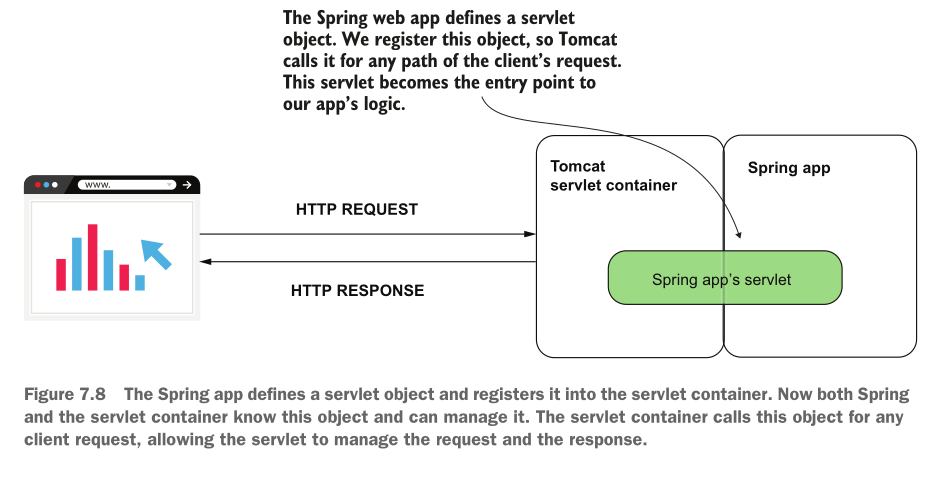 The Spring web app defines a servlet
object. We register this object, so Tomcat
calls it for any path of the client's request.
This servlet becomes the entry point to
our app's logic.
www.
Tomcat
servlet container
Spring app
HTTP REQUEST
Spring app's servlet
HTTP RESPONSE
Figure 7.8 The Spring app defines a servlet object and registers it into the servlet container. Now both Spring
and the servlet container know this object and can manage it. The servlet container calls this object for any
client request, allowing the servlet to manage the request and the response.